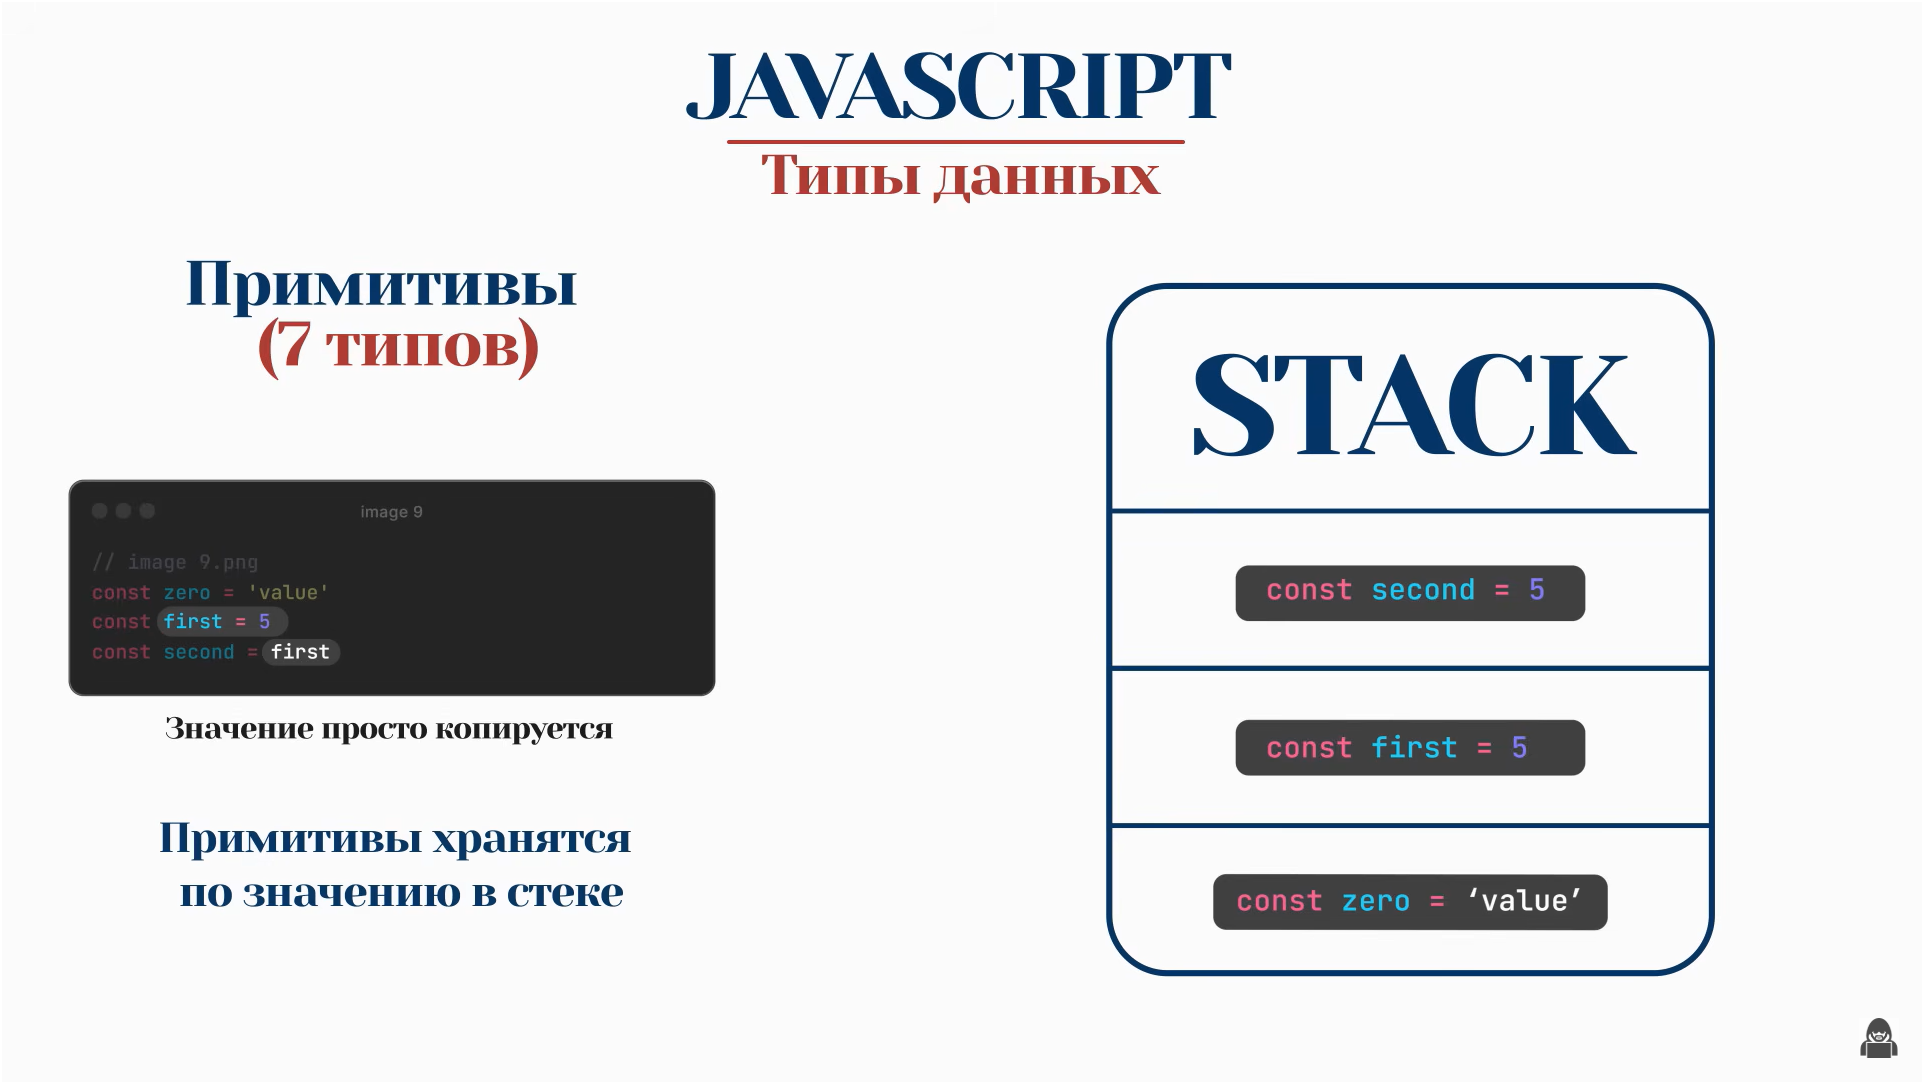 JAVASCRIPT
Типы данных
Примитивы
(7 типов)
image 9
// image 9.png
const zero = 'value'
const first = 5
const second = first
Значение просто копируется
Примитивы хранятся
по значению в стеке
STACK
const second = 5
const first = 5
const zero = ‘value’